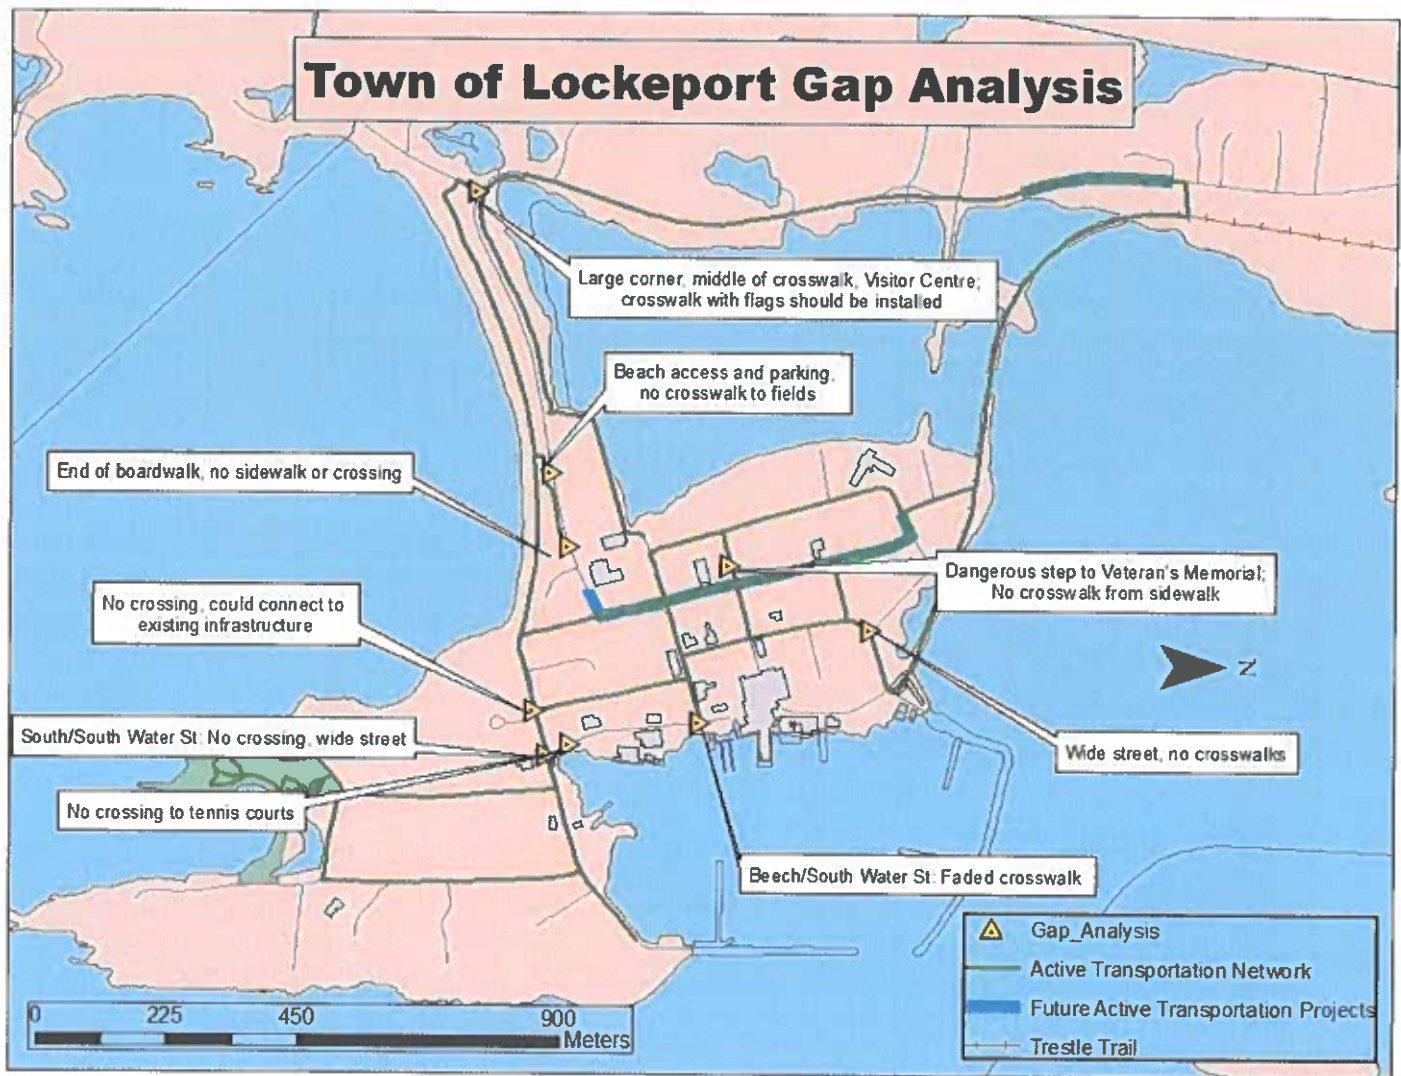 Town of Lockeport Gap Analysis
Large corner, middle of crosswalk, Visitor Centre;
crosswalk with flags should be installed
Beach access and parking,
no crosswalk to fields
End of boardwalk, no sidewalk or crossing
Dangerous step to Veteran's Memorial;
No crosswalk from sidewalk
No crossing, could connect to
existing infrastructure
N
South/South Water St: No crossing, wide street
Wide street, no crosswalks
No crossing to tennis courts
Beech/South Water St: Faded crosswalk
Gap_Analysis
Active Transportation Network
Future Active Transportation Projects
Trestle Trail
0 225 450 900
Meters